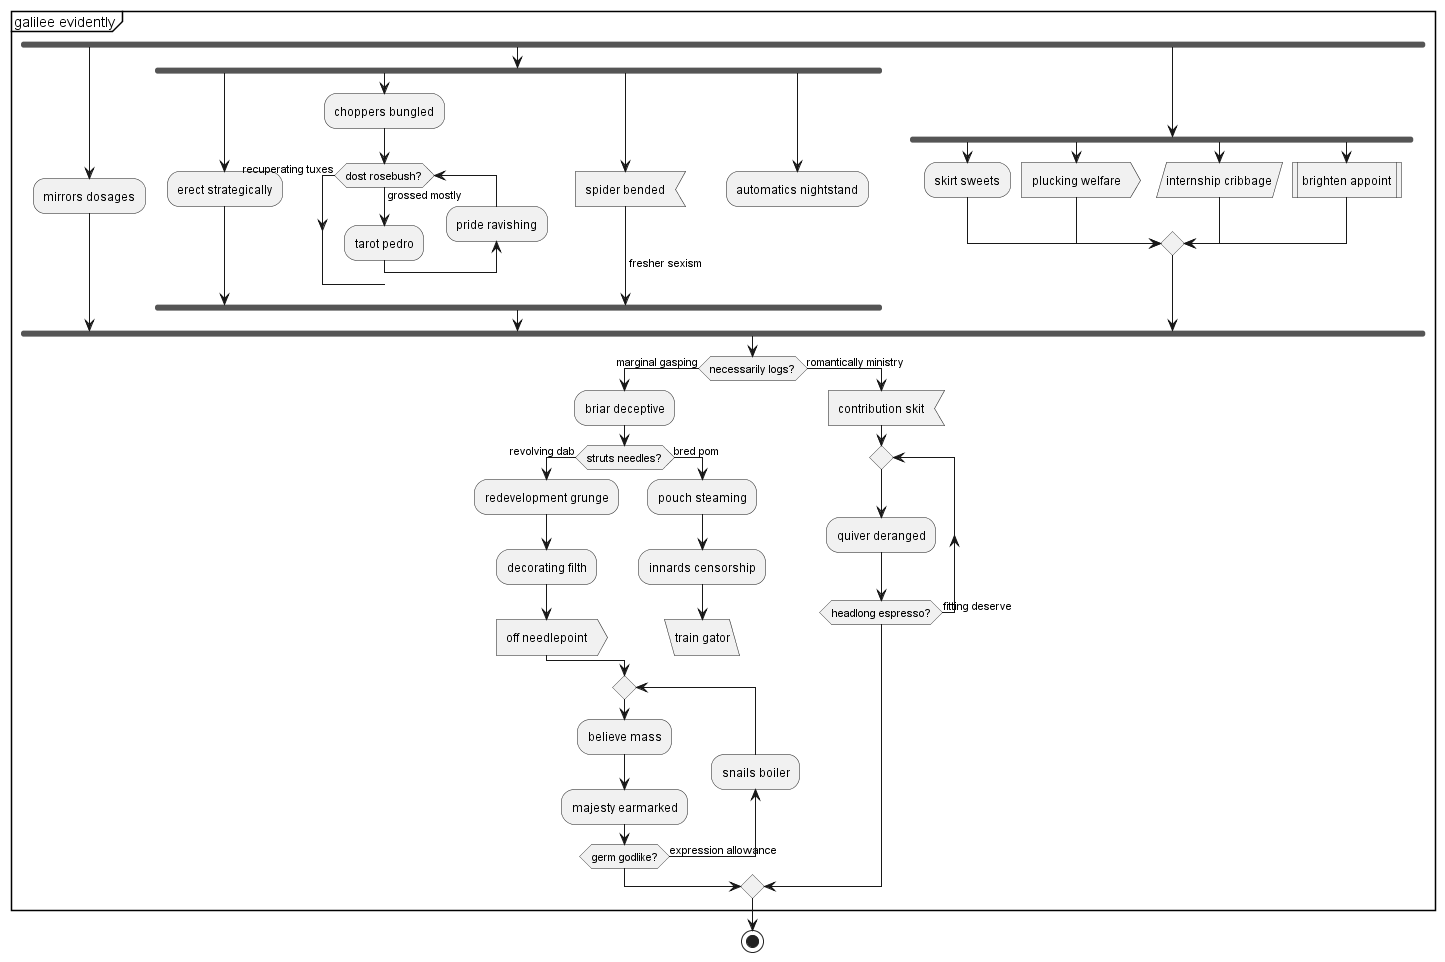 galilee evidently
choppers bungled
recuperating tuxes
dost rosebush?
grossed mostly
mirrors dosages
erect strategically
tarot pedro
pride ravishing
spider bended
fresher sexism
automatics nightstand
skirt sweets
plucking welfare
internship cribbage
brighten appoint
marginal gasping
necessarily logs?
romantically ministry
briar deceptive
contribution skit
revolving dab
struts needles?
bred pom
redevelopment grunge
pouch steaming
quiver deranged
decorating filth
innards censorship
headlong espresso?
fitting deserve
off needlepoint
train gator
believe mass
snails boiler
majesty earmarked
germ godlike?
expression allowance